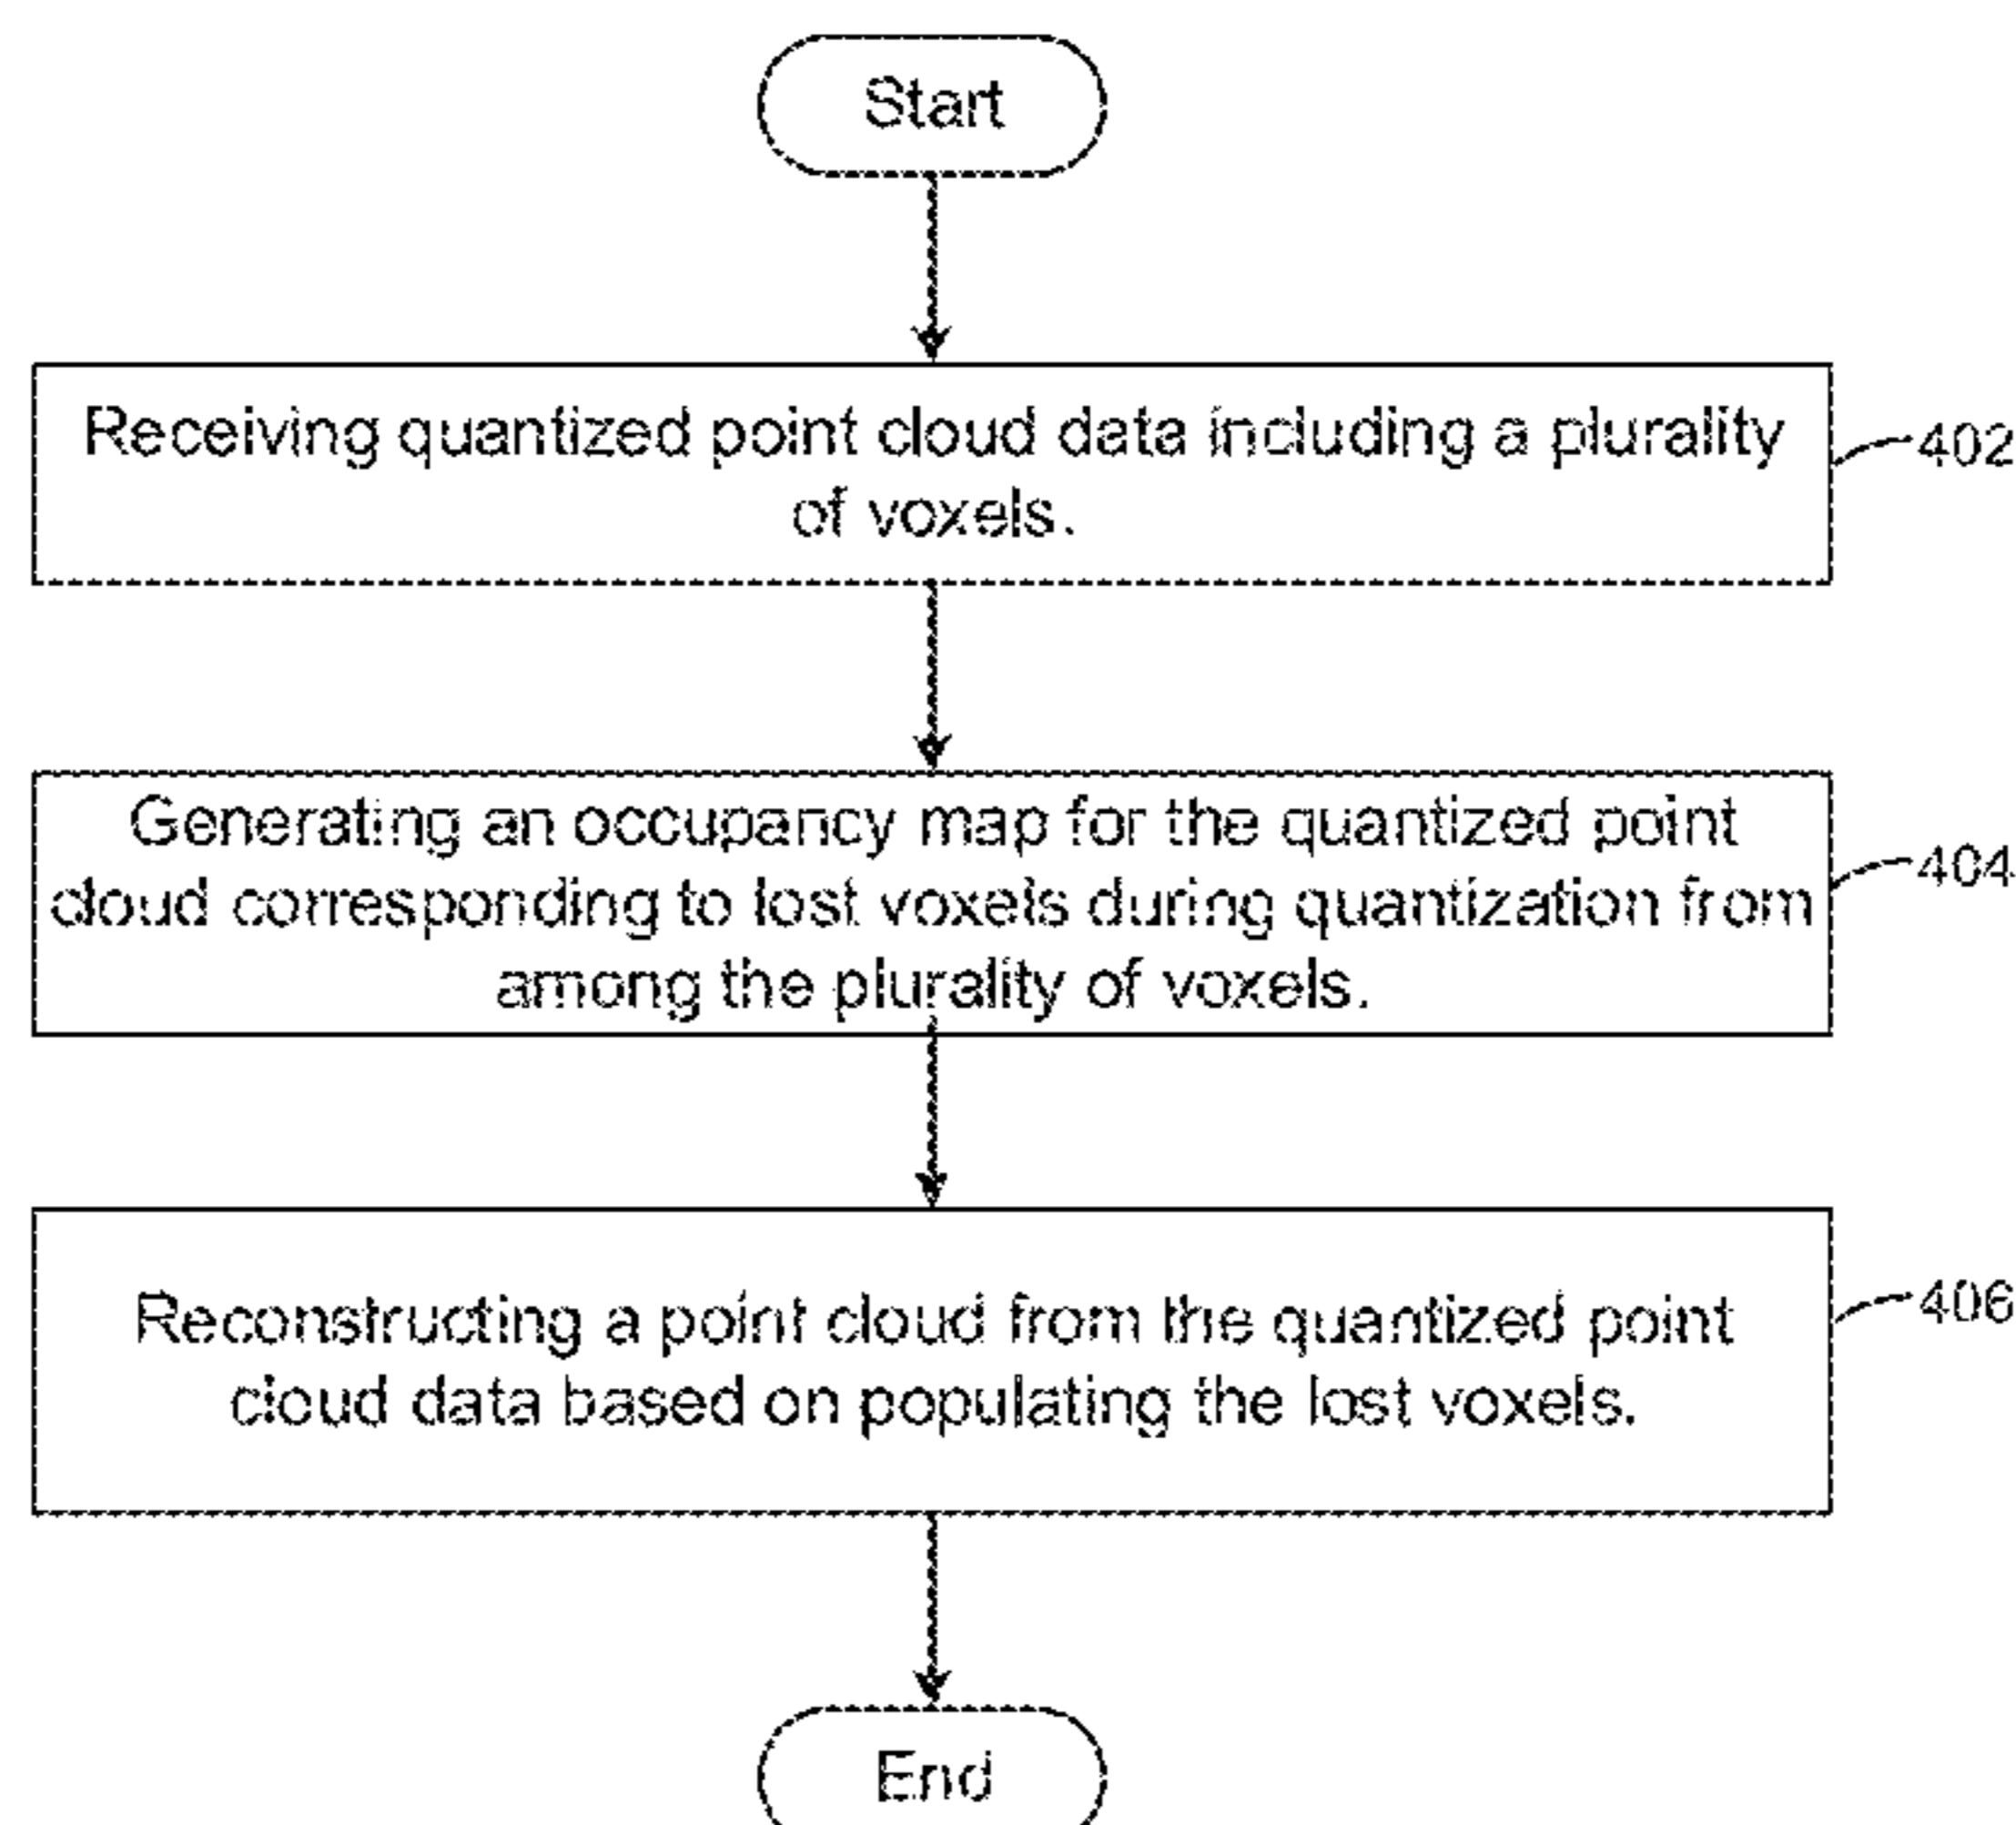 Start
Receiving quantized point cloud data including a plurality
of voxels.
402
Generating an occupancy map for the quantized point
cloud corresponding to lost voxels during quantization from
among the plurality of voxels.
404
Reconstructing a point cloud from the quantized point
cloud data based on populating the lost voxels.
406
End